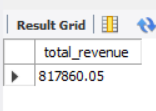 Result Grid
total_revenue
817860.05